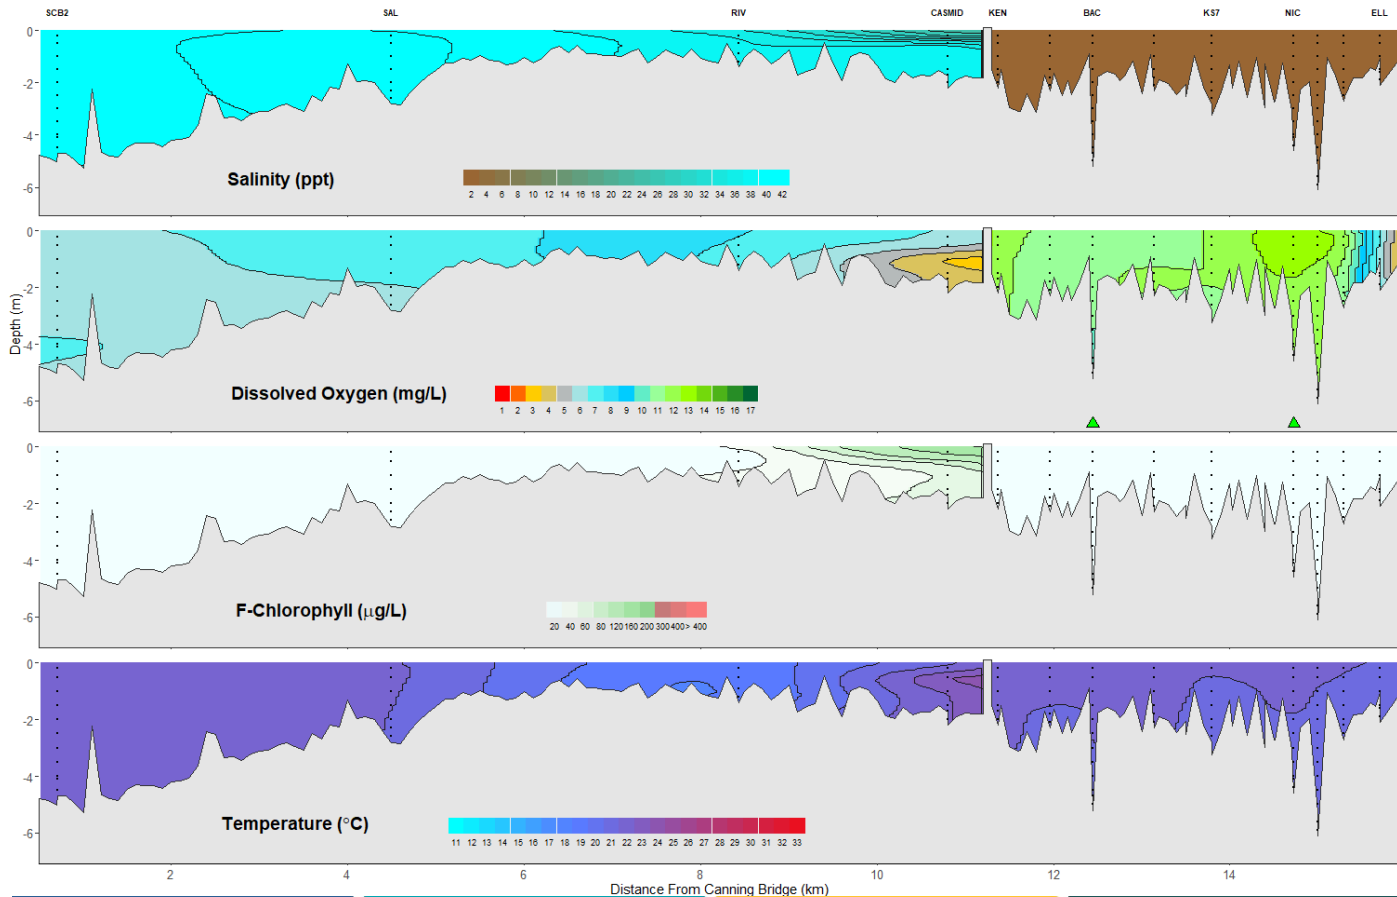 SCB2 SAL RIV CASMID KEN BAC KS7 NIC ELL
0
-2
-4
-6
Salinity (ppt)
2 4 6 8 10 12 14 16 18 20 22 24 26 28 30 32 34 36 38 40 42
0
-2
-4
-6
Depth (m)
Dissolved Oxygen (mg/L)
1 2 3 4 5 6 7 8 9 10 11 12 13 14 15 16 17
0
-2
-4
-6
F-Chlorophyll (μg/L)
20 40 60 80 120 160 200 300 400 > 400
0
-2
-4
-6
Temperature (°C)
11 12 13 14 15 16 17 18 19 20 21 22 23 24 25 26 27 28 29 30 31 32 33
2 4 6 8 10 12 14
Distance From Canning Bridge (km)